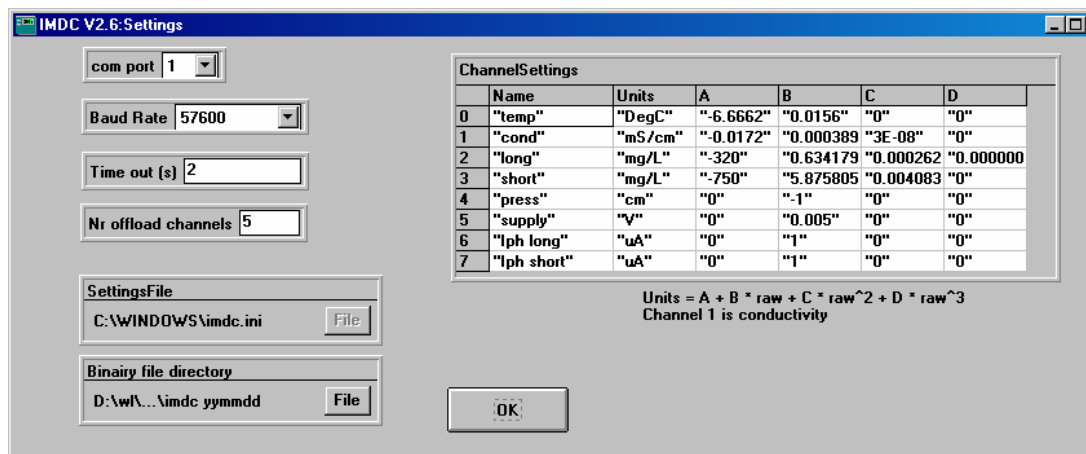 IMDC V2.6:Settings
com port 1
Baud Rate 57600
Time out (s) 2
Nr offload channels 5
SettingsFile
C:\WINDOWS\imdc.ini File
Binairy file directory
D:\wl\...\imdc yymmdd File
ChannelSettings
Name Units A B C D
0 "temp" "DegC" "-6.6662" "0.0156" "0" "0"
1 "cond" "mS/cm" "-0.0172" "0.000389 "3E-08" "0"
2 "long" "mg/L" "-320" "0.634179 "0.000262 "0.000000
3 "short" "mg/L" "-750" "5.875805 "0.004083 "0"
4 "press" "cm" "0" "-1" "0" "0"
5 "supply" "V" "0" "0.005" "0" "0"
6 "Iph long" "uA" "0" "1" "0" "0"
7 "Iph short" "uA" "0" "1" "0" "0"
Units = A + B * raw + C * raw^2 + D * raw^3
Channel 1 is conductivity
OK